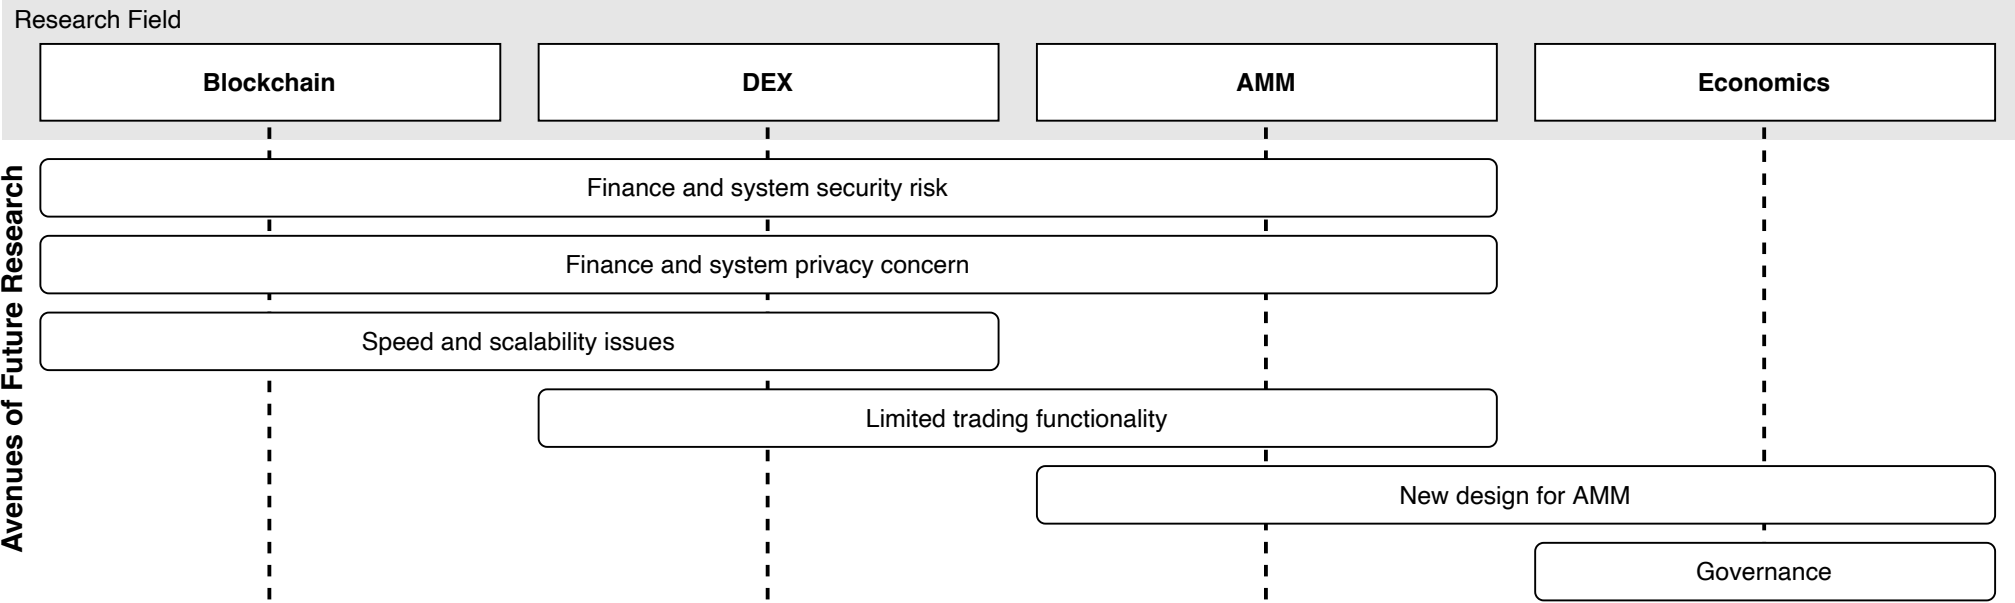 Research Field
Blockchain
DEX
AMM
Economics
Avenues of Future Research
Finance and system security risk
Finance and system privacy concern
Speed and scalability issues
Limited trading functionality
New design for AMM
Governance